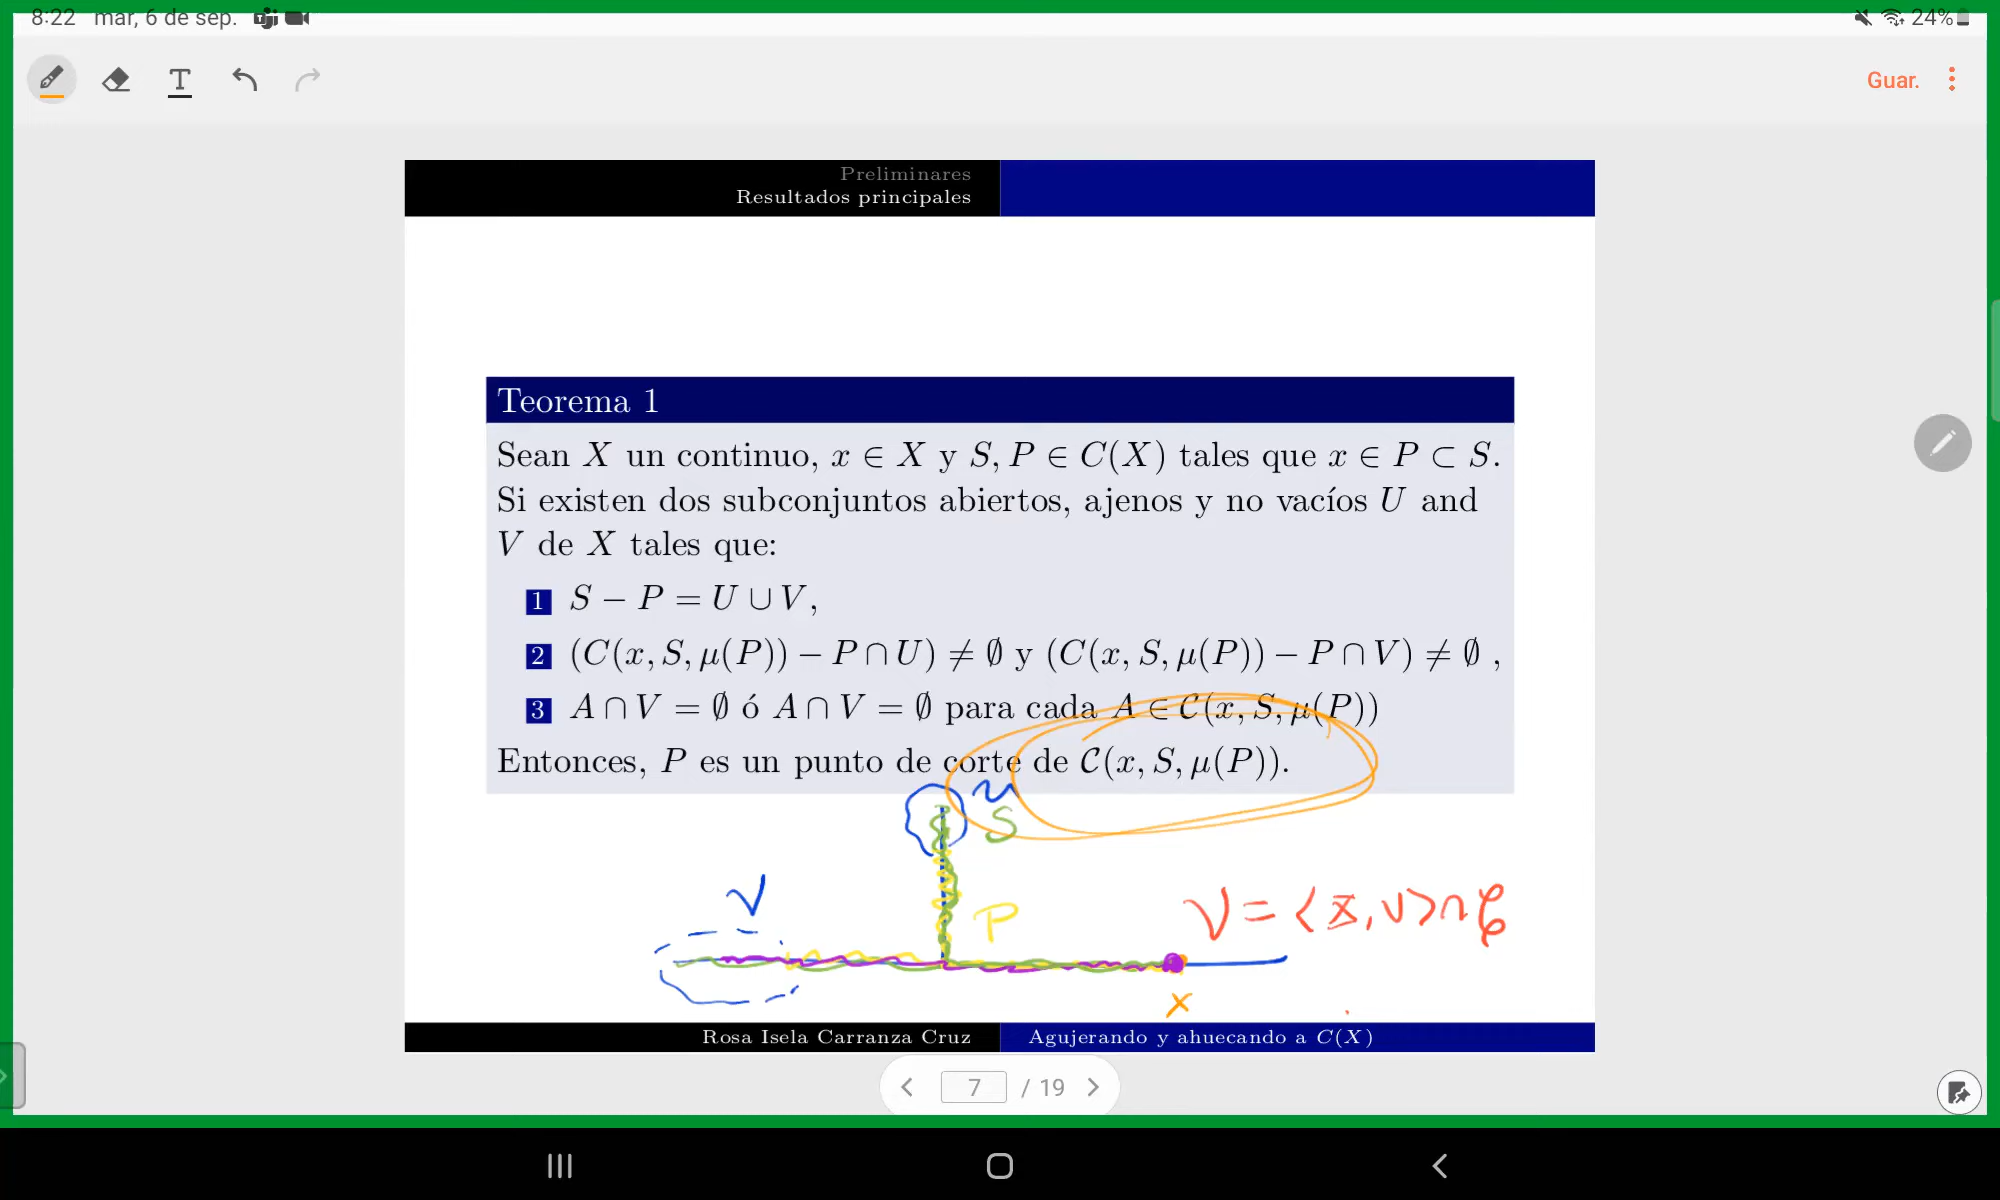 8:22 mar, 6 de sep. 24%
T Guar.
Preliminares
Resultados principales
Teorema 1
Sean X un continuo, x ∈ X y S, P ∈ C(X) tales que x ∈ P ⊂ S.
Si existen dos subconjuntos abiertos, ajenos y no vacíos U and
V de X tales que:
1 S − P = U ∪ V,
2 (C(x, S, μ(P)) − P ∩ U) ≠ ∅ y (C(x, S, μ(P)) − P ∩ V) ≠ ∅ ,
3 A ∩ V = ∅ ó A ∩ V = ∅ para cada A ∈ 𝒞(x, S, μ(P))
Entonces, P es un punto de corte de 𝒞(x, S, μ(P)).
U
S
V
P
V = <X, V> ∩ 𝒞
x
Rosa Isela Carranza Cruz Agujerando y ahuecando a C(X)
7 / 19